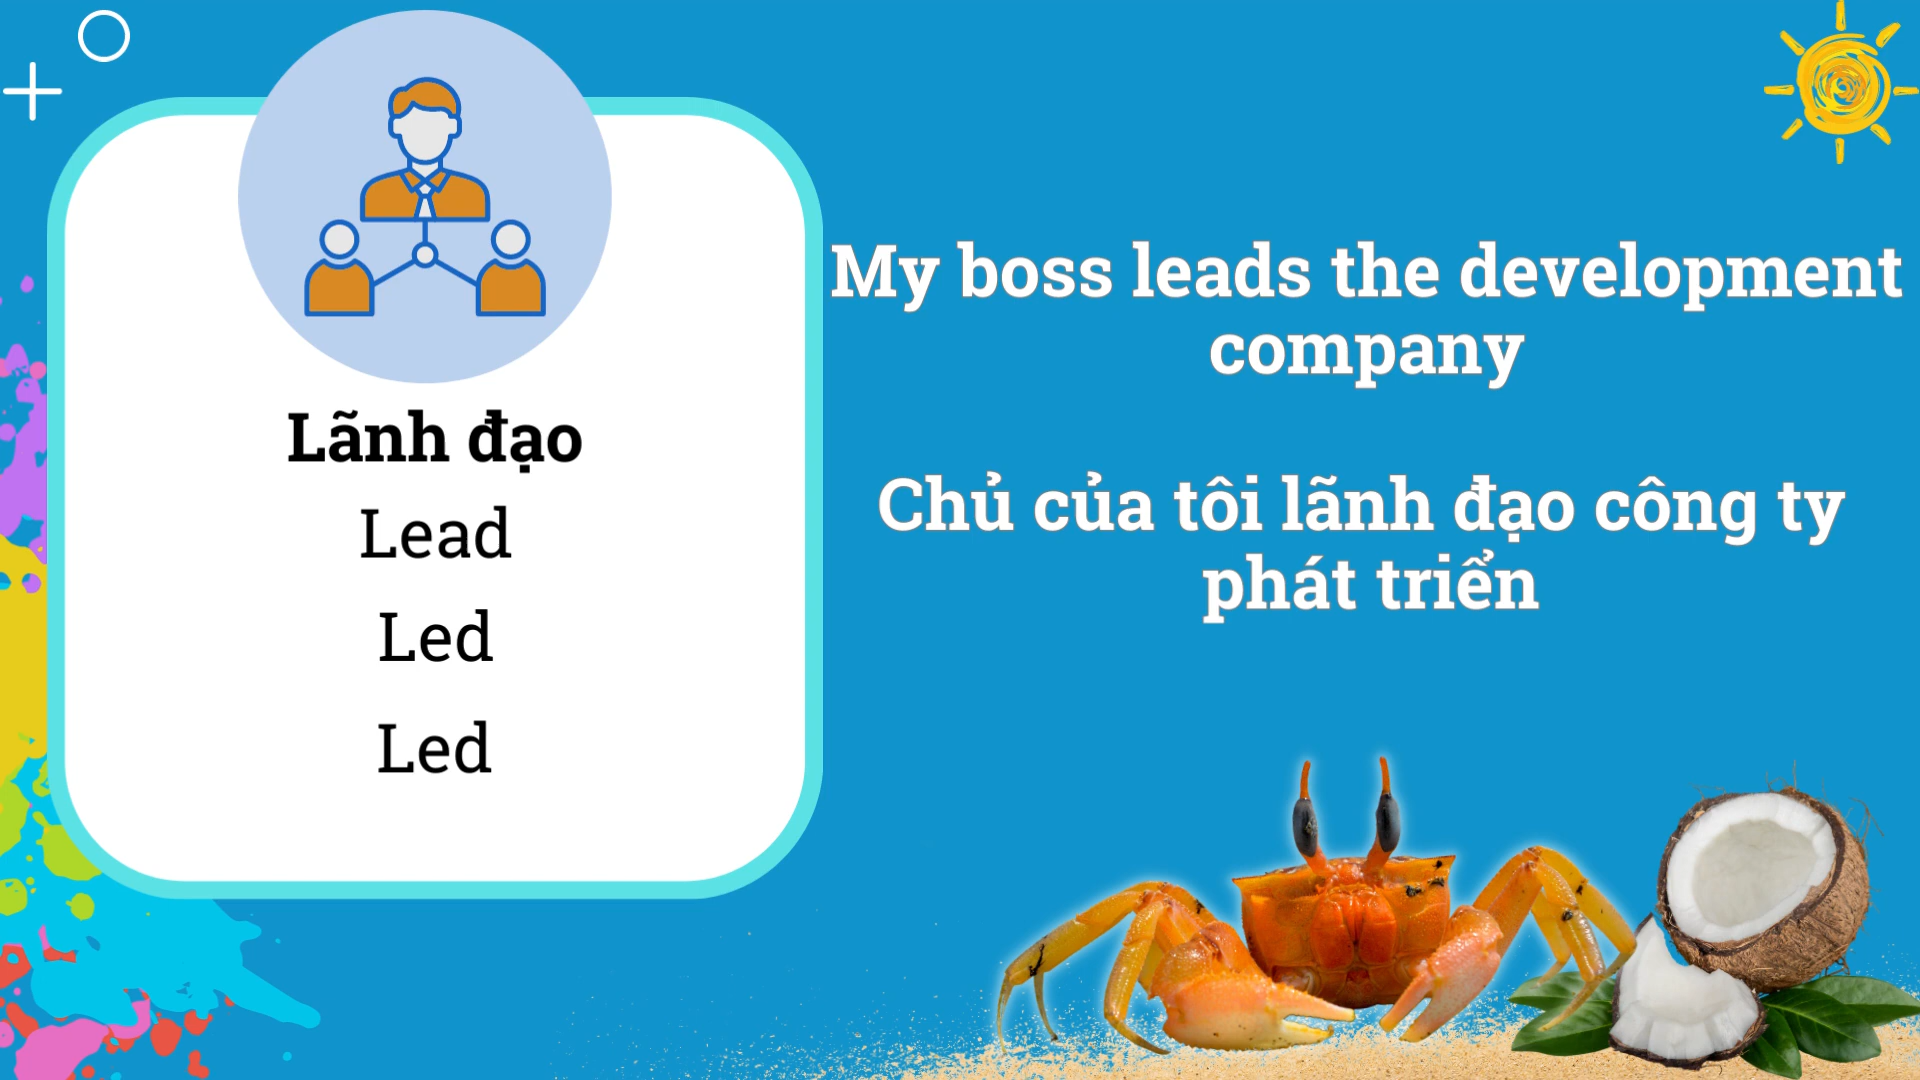 Lãnh đạo
Lead
Led
Led
My boss leads the development
company
Chủ của tôi lãnh đạo công ty
phát triển